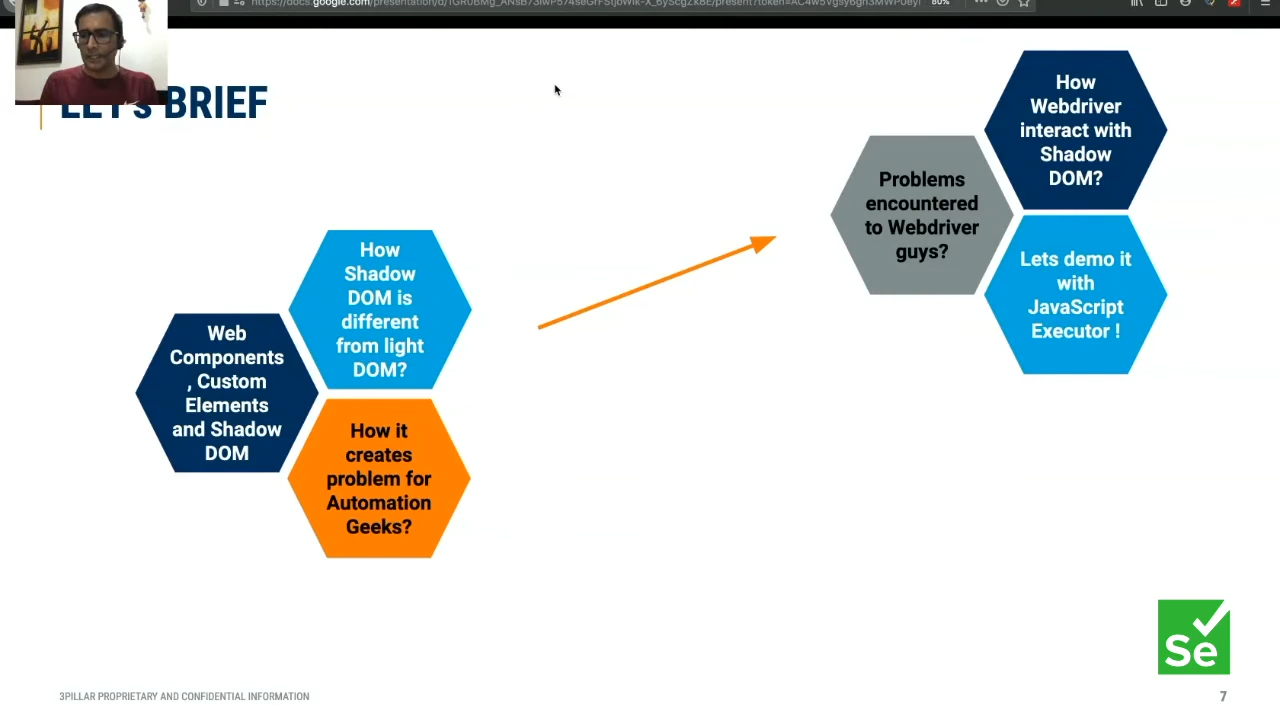 80%
LET's BRIEF
How
Webdriver
interact with
Shadow
DOM?
Problems
encountered
to Webdriver
guys?
Lets demo it
with
JavaScript
Executor !
How
Shadow
DOM is
different
from light
DOM?
Web
Components
, Custom
Elements
and Shadow
DOM
How it
creates
problem for
Automation
Geeks?
Se
3PILLAR PROPRIETARY AND CONFIDENTIAL INFORMATION
7